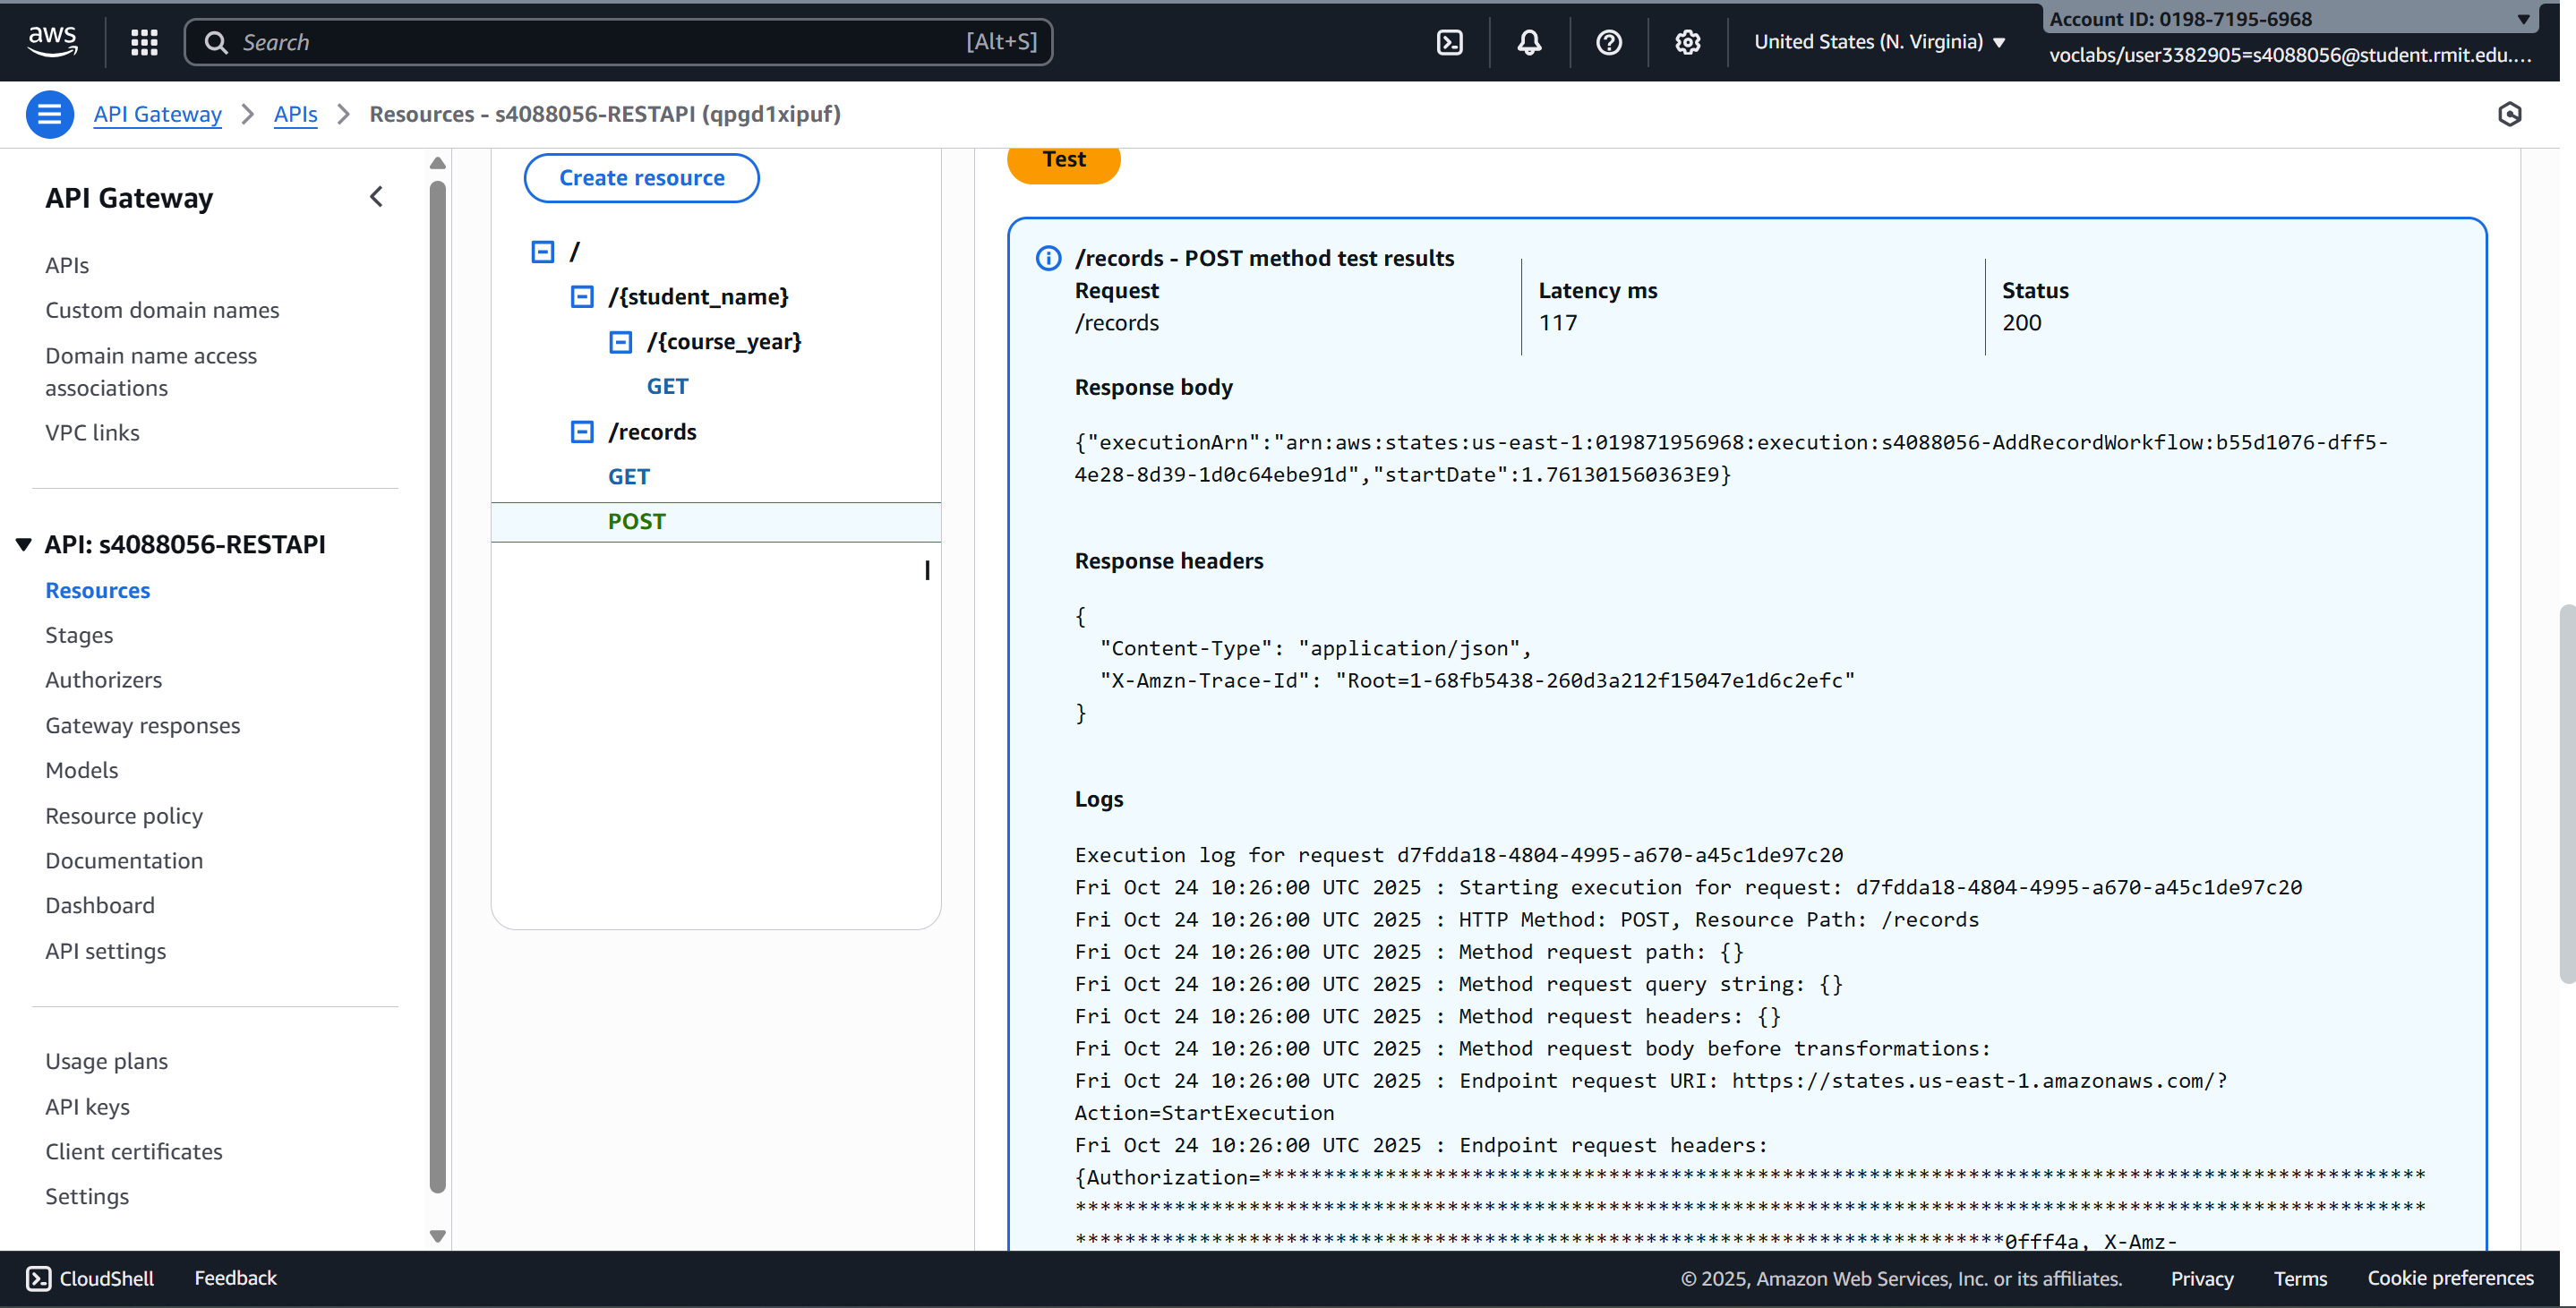 aws
Search
[Alt+S]
United States (N. Virginia)
Account ID: 0198-7195-6968
voclabs/user3382905=s4088056@student.rmit.edu....
API Gateway
APIs
Resources - s4088056-RESTAPI (qpgd1xipuf)
API Gateway
APIs
Custom domain names
Domain name access
associations
VPC links
API: s4088056-RESTAPI
Resources
Stages
Authorizers
Gateway responses
Models
Resource policy
Documentation
Dashboard
API settings
Usage plans
API keys
Client certificates
Settings
Create resource
/
/{student_name}
/{course_year}
GET
/records
GET
POST
Test
/records - POST method test results
Request
/records
Latency ms
117
Status
200
Response body
{"executionArn":"arn:aws:states:us-east-1:019871956968:execution:s4088056-AddRecordWorkflow:b55d1076-dff5-
4e28-8d39-1d0c64ebe91d","startDate":1.761301560363E9}
Response headers
{
"Content-Type": "application/json",
"X-Amzn-Trace-Id": "Root=1-68fb5438-260d3a212f15047e1d6c2efc"
}
Logs
Execution log for request d7fdda18-4804-4995-a670-a45c1de97c20
Fri Oct 24 10:26:00 UTC 2025 : Starting execution for request: d7fdda18-4804-4995-a670-a45c1de97c20
Fri Oct 24 10:26:00 UTC 2025 : HTTP Method: POST, Resource Path: /records
Fri Oct 24 10:26:00 UTC 2025 : Method request path: {}
Fri Oct 24 10:26:00 UTC 2025 : Method request query string: {}
Fri Oct 24 10:26:00 UTC 2025 : Method request headers: {}
Fri Oct 24 10:26:00 UTC 2025 : Method request body before transformations:
Fri Oct 24 10:26:00 UTC 2025 : Endpoint request URI: https://states.us-east-1.amazonaws.com/?
Action=StartExecution
Fri Oct 24 10:26:00 UTC 2025 : Endpoint request headers:
{Authorization=**********************************************************************************************
*************************************************************************************************************
***************************************************************************0fff4a, X-Amz-
CloudShell
Feedback
© 2025, Amazon Web Services, Inc. or its affiliates.
Privacy
Terms
Cookie preferences